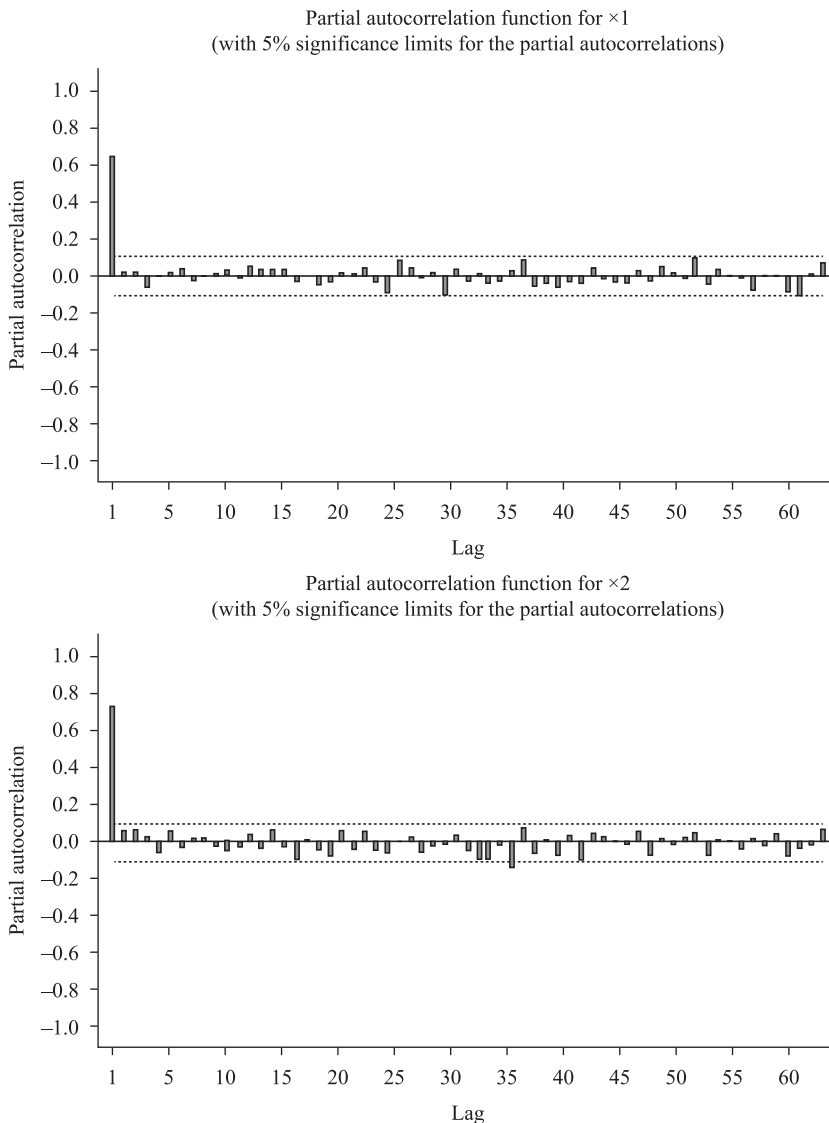 Partial autocorrelation function for ×1
(with 5% significance limits for the partial autocorrelations)
1.0
0.8
0.6
0.4
0.2
0.0
–0.2
–0.4
–0.6
–0.8
–1.0
Partial autocorrelation
1 5 10 15 20 25 30 35 40 45 50 55 60
Lag
Partial autocorrelation function for ×2
(with 5% significance limits for the partial autocorrelations)
1.0
0.8
0.6
0.4
0.2
0.0
–0.2
–0.4
–0.6
–0.8
–1.0
Partial autocorrelation
1 5 10 15 20 25 30 35 40 45 50 55 60
Lag